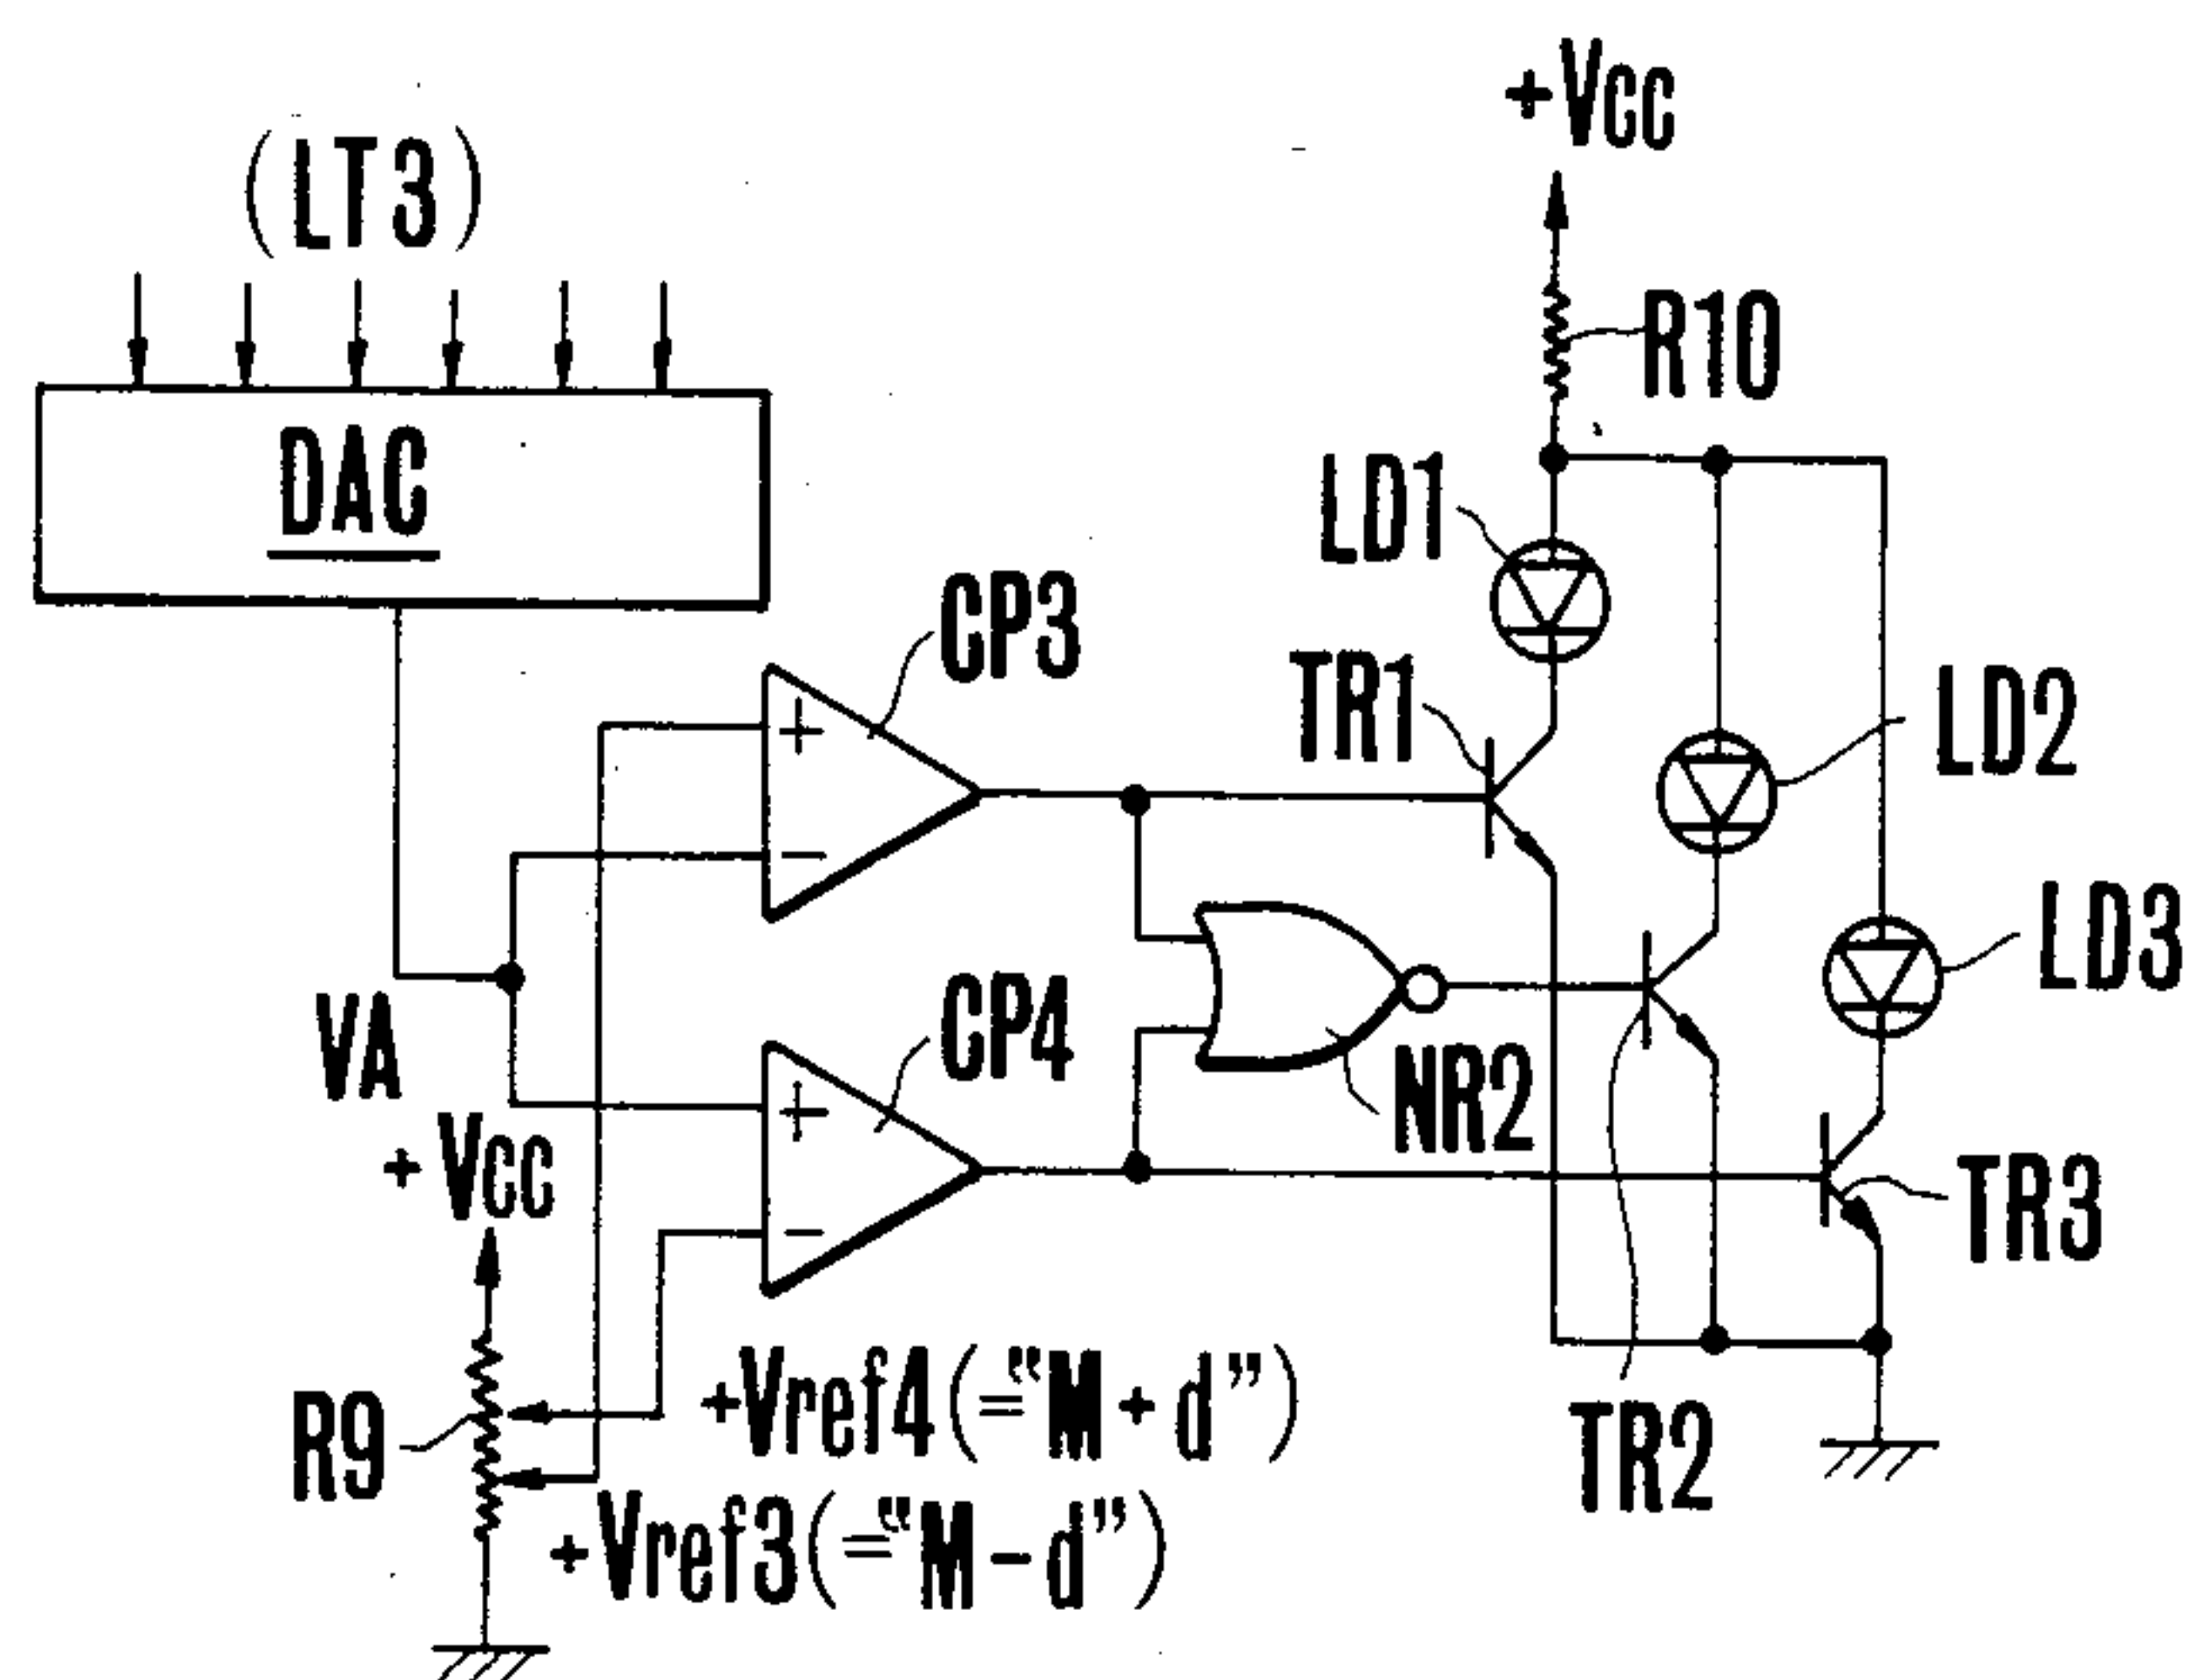 +Vcc
(LT3)
R10
DAC
LD1
CP3
TR1
LD2
LD3
VA
CP4
NR2
+Vcc
TR3
R9
+Vref4(="M+d")
TR2
+Vref3(="M-d")
+
-
+
-